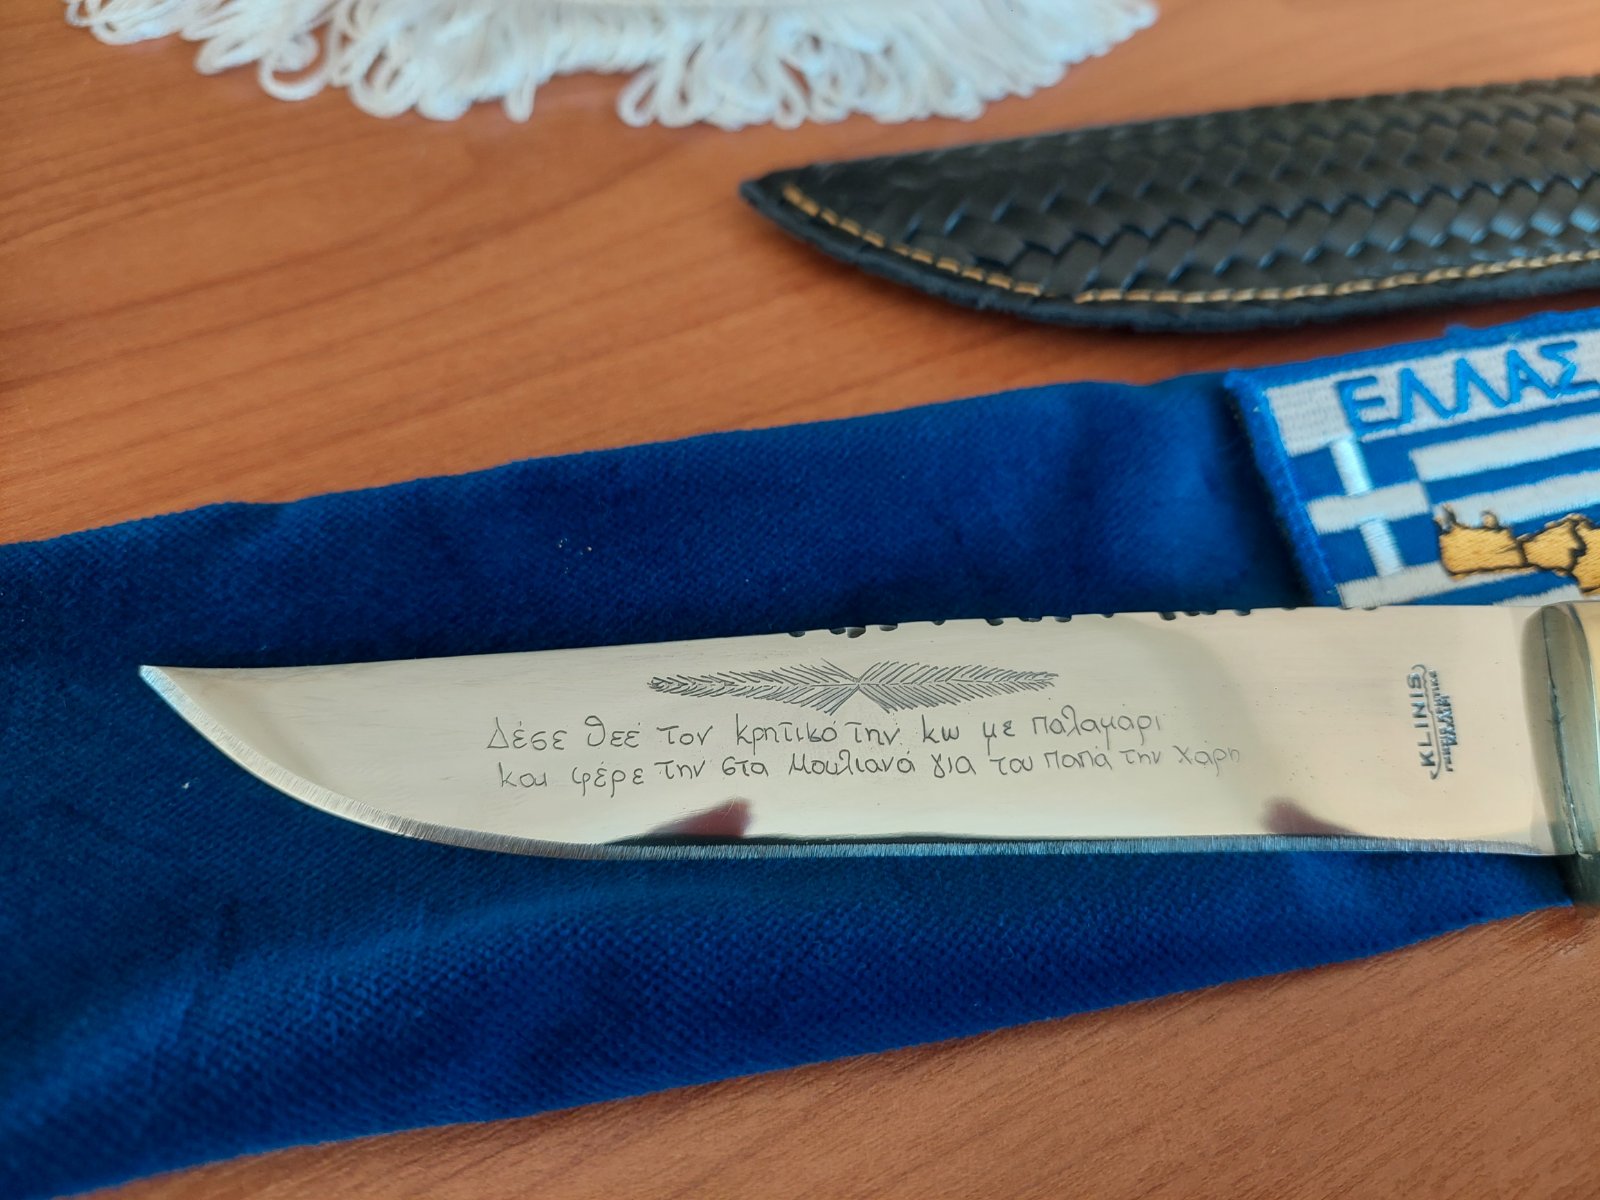 ΕΛΛΑΣ
Δέσε θεέ τον κρητικό την κω με παλαμάρι
και φέρε την στα Μουλιανά για του παπά την χάρη
KLINIS